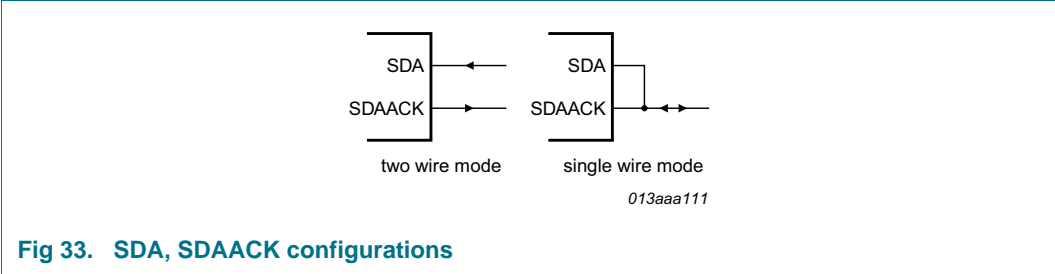 SDA
SDA
SDAACK
SDAACK
two wire mode
single wire mode
013aaa111
Fig 33. SDA, SDAACK configurations